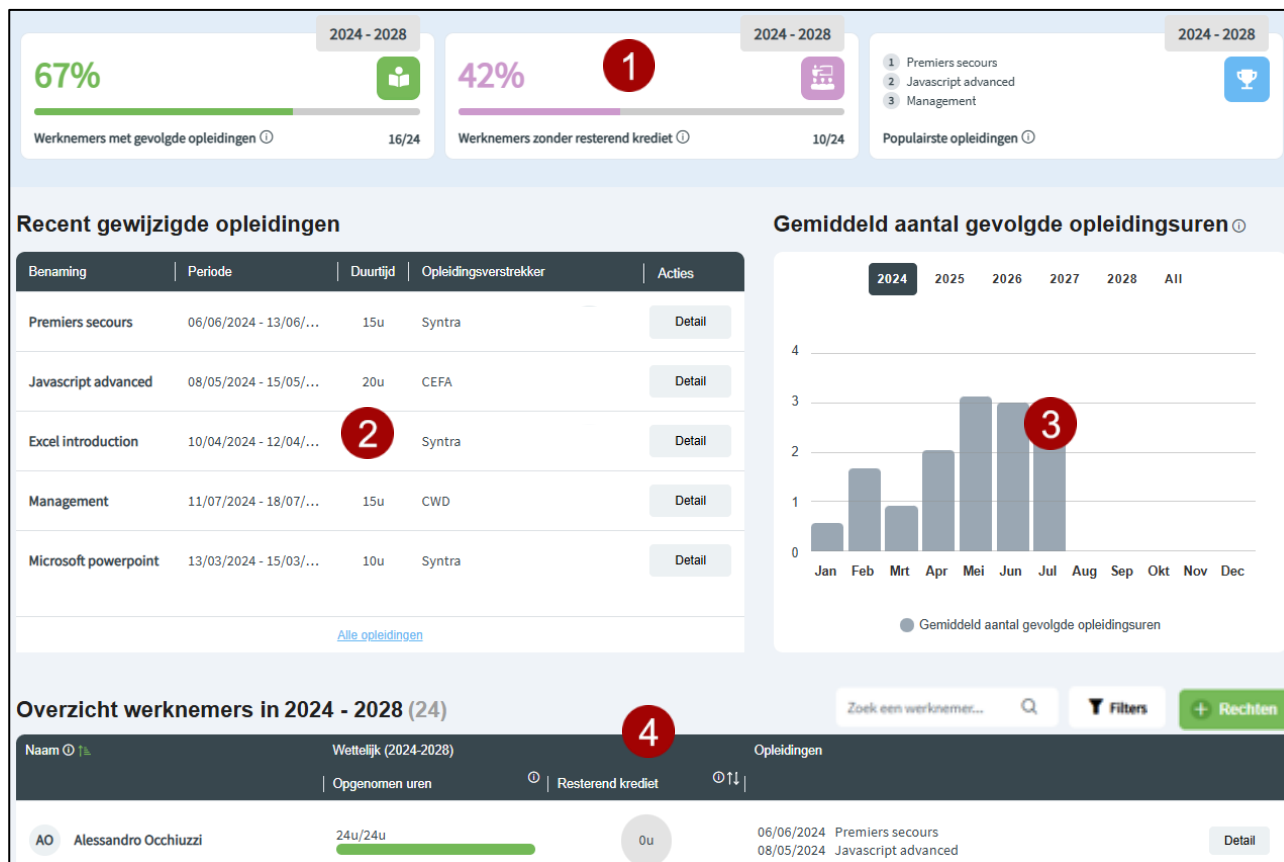 2024 - 2028
67%
Werknemers met gevolgde opleidingen
16/24
2024 - 2028
42%
1
Werknemers zonder resterend krediet
10/24
2024 - 2028
1 Premiers secours
2 Javascript advanced
3 Management
Populairste opleidingen
Recent gewijzigde opleidingen
Benaming Periode Duurtijd Opleidingsverstrekker Acties
Premiers secours 06/06/2024 - 13/06/... 15u Syntra Detail
Javascript advanced 08/05/2024 - 15/05/... 20u CEFA Detail
Excel introduction 10/04/2024 - 12/04/... 2 Syntra Detail
Management 11/07/2024 - 18/07/... 15u CWD Detail
Microsoft powerpoint 13/03/2024 - 15/03/... 10u Syntra Detail
Alle opleidingen
Gemiddeld aantal gevolgde opleidingsuren
2024 2025 2026 2027 2028 All
4
3
3
2
1
0
Jan Feb Mrt Apr Mei Jun Jul Aug Sep Okt Nov Dec
Gemiddeld aantal gevolgde opleidingsuren
Overzicht werknemers in 2024 - 2028 (24)
Zoek een werknemer...
Filters
+ Rechten
4
Naam Wettelijk (2024-2028) Opleidingen
Opgenomen uren Resterend krediet
AO Alessandro Occhiuzzi 24u/24u 0u 06/06/2024 Premiers secours Detail
08/05/2024 Javascript advanced